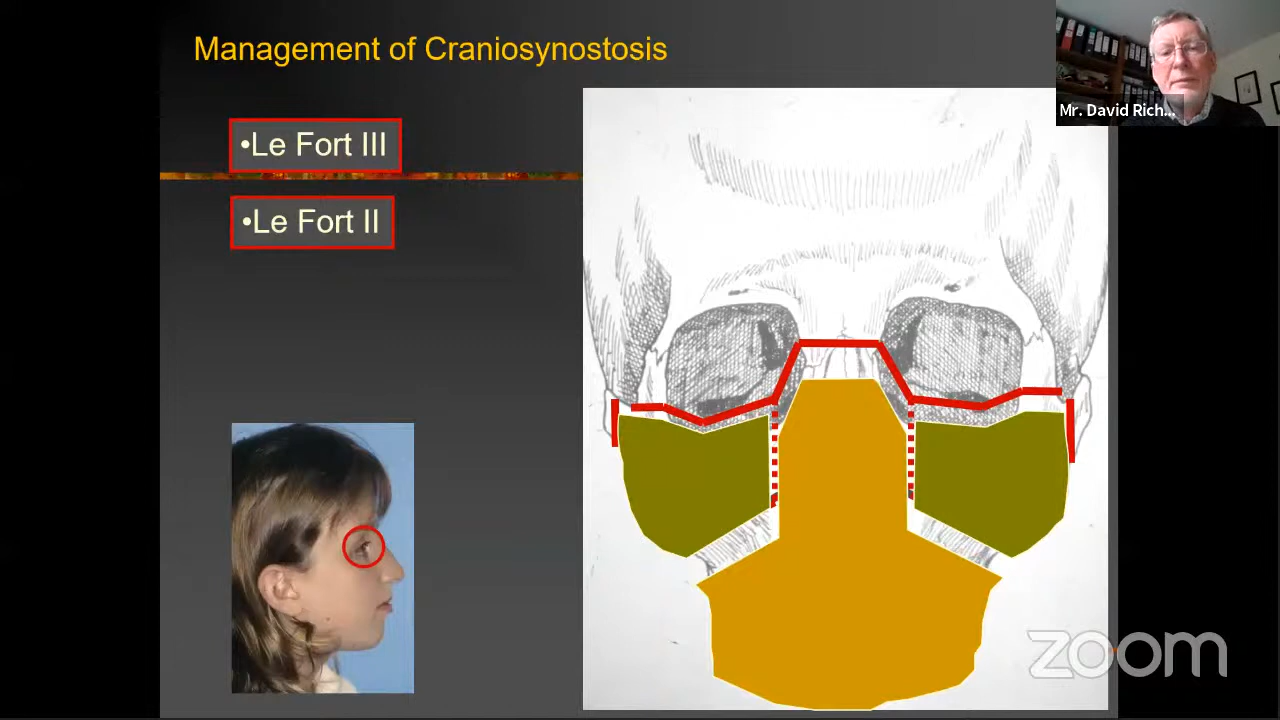 Management of Craniosynostosis
•Le Fort III
•Le Fort II
Mr. David Rich...
zoom